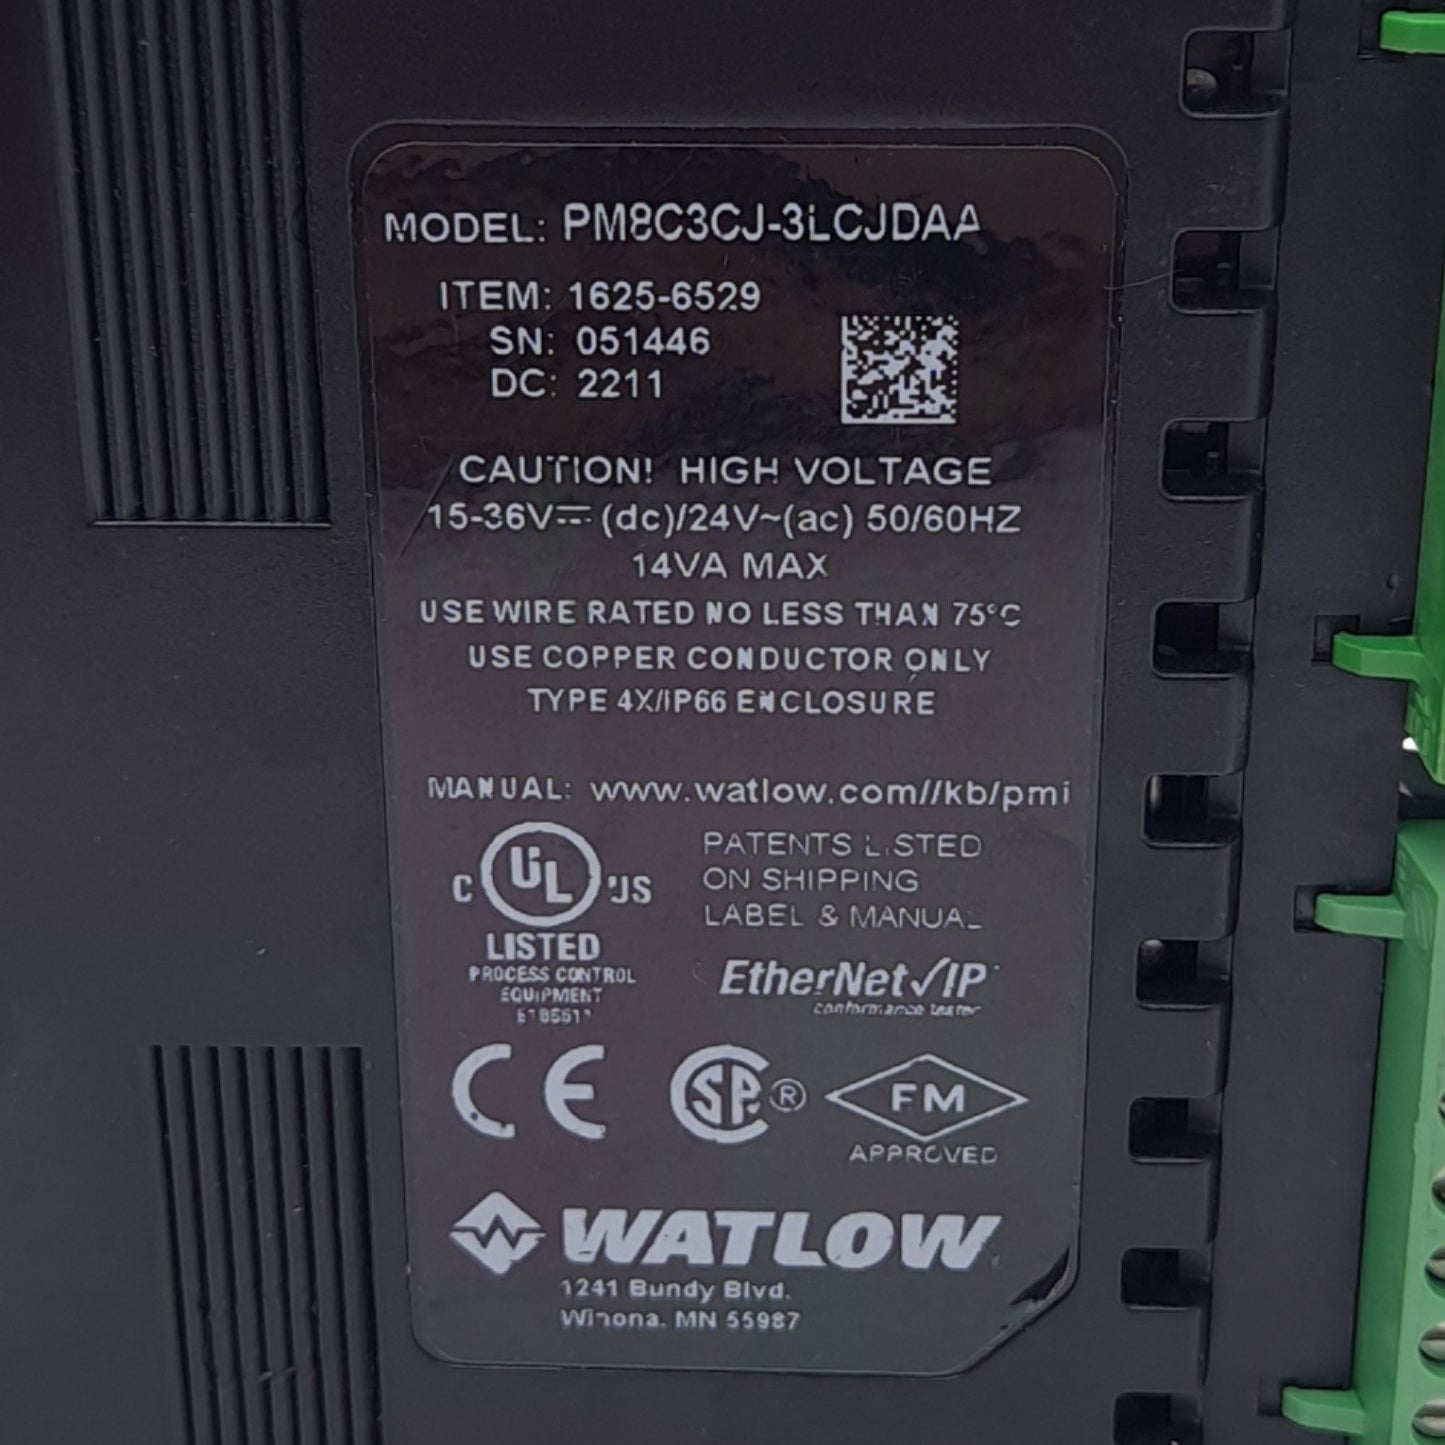 MODEL: PM8C3CJ-3LCJDAA
ITEM: 1625-6529
SN: 051446
DC: 2211
CAUTION! HIGH VOLTAGE
15-36V⎓ (dc)/24V~(ac) 50/60HZ
14VA MAX
USE WIRE RATED NO LESS THAN 75°C
USE COPPER CONDUCTOR ONLY
TYPE 4X/IP66 ENCLOSURE
MANUAL: www.watlow.com//kb/pmi
PATENTS LISTED
ON SHIPPING
LABEL & MANUAL
C UL US
LISTED
PROCESS CONTROL
EQUIPMENT
EtherNet/IP
conformance tested
CE SP® FM
APPROVED
WATLOW
1241 Bundy Blvd.
Winona, MN 55987